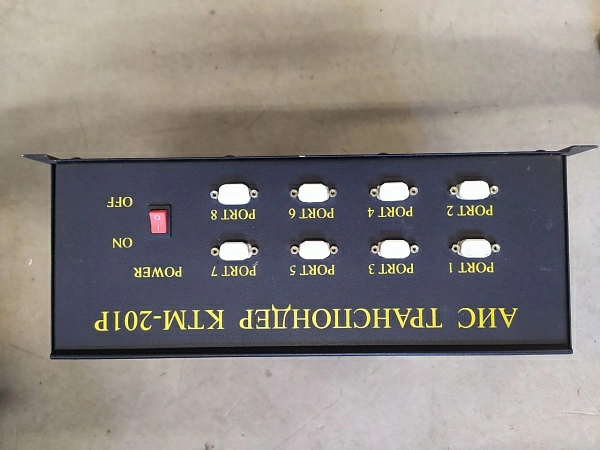 АИС ТРАНСПОНДЕР КТМ-201Р
PORT 1 PORT 3 PORT 5 PORT 7 POWER
ON
PORT 2 PORT 4 PORT 6 PORT 8 OFF